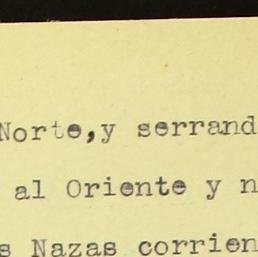 Norte,y serrand
al Oriente y n
s Nazas corrien